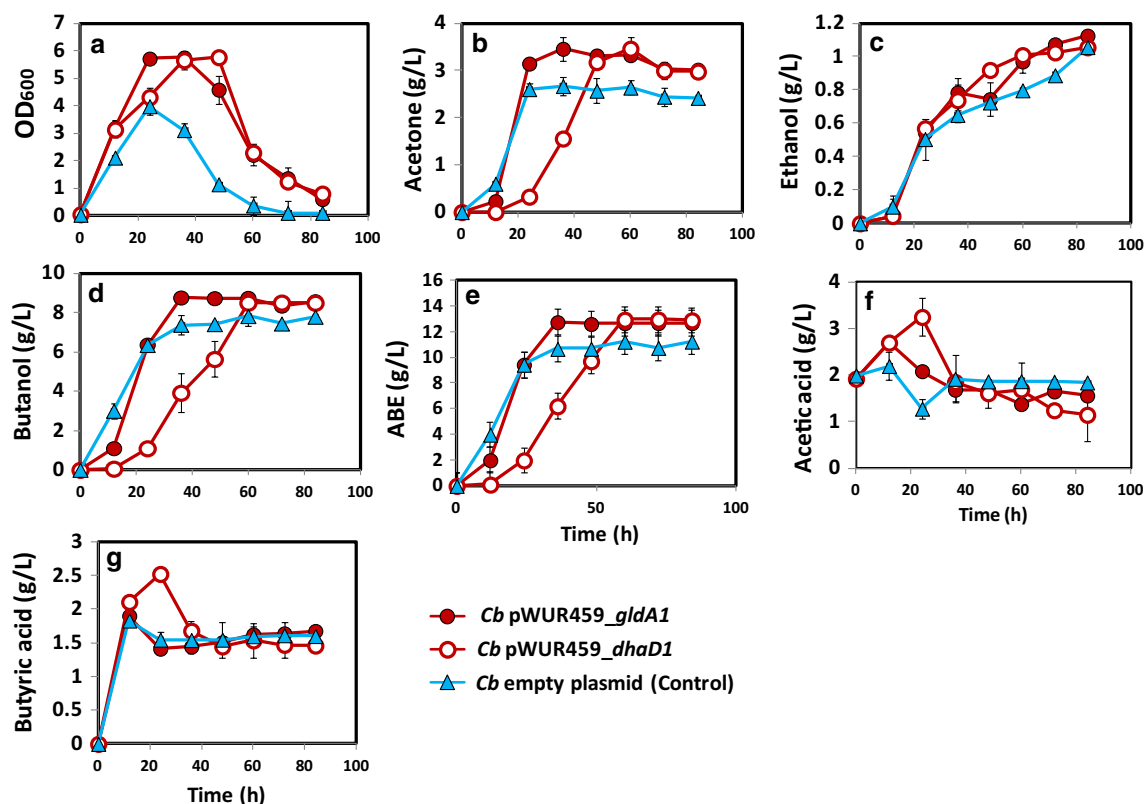 a
OD600
7
6
5
4
3
2
1
0
0 20 40 60 80 100
b
Acetone (g/L)
4
3
2
1
0
0 20 40 60 80 100
c
Ethanol (g/L)
1.2
1
0.8
0.6
0.4
0.2
0
0 20 40 60 80 100
d
Butanol (g/L)
10
8
6
4
2
0
0 20 40 60 80 100
e
ABE (g/L)
16
14
12
10
8
6
4
2
0
0 50 100
Time (h)
f
Acetic acid (g/L)
4
3
2
1
0
0 20 40 60 80 100
Time (h)
g
Butyric acid (g/L)
3
2.5
2
1.5
1
0.5
0
0 20 40 60 80 100
Time (h)
Cb pWUR459_gldA1
Cb pWUR459_dhaD1
Cb empty plasmid (Control)